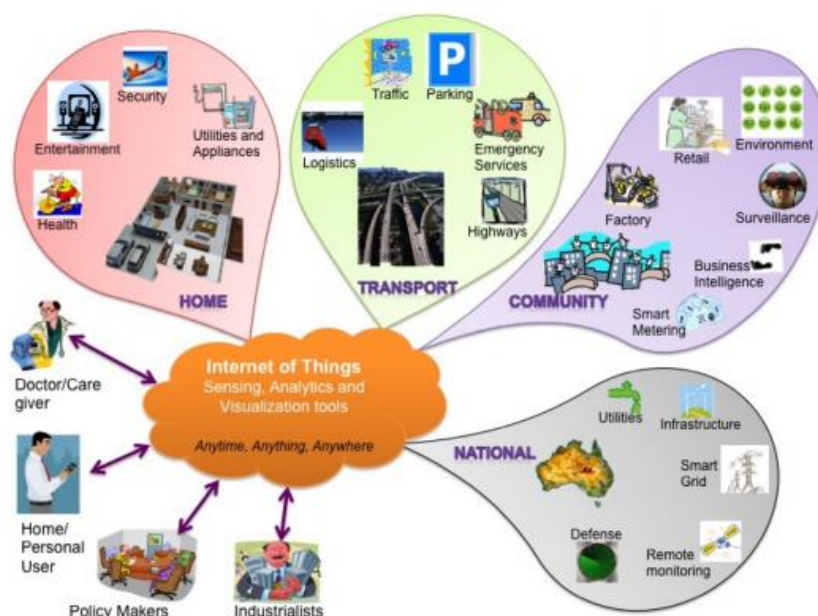 Security
Entertainment
Utilities and
Appliances
Health
HOME
Traffic
P
Parking
Logistics
Emergency
Services
Highways
TRANSPORT
Retail
Environment
Factory
Surveillance
Business
Intelligence
COMMUNITY
Smart
Metering
Internet of Things
Sensing, Analytics and
Visualization tools
Anytime, Anything, Anywhere
Doctor/Care
giver
Home/
Personal
User
Policy Makers
Industrialists
NATIONAL
Utilities
Infrastructure
Smart
Grid
Defense
Remote
monitoring